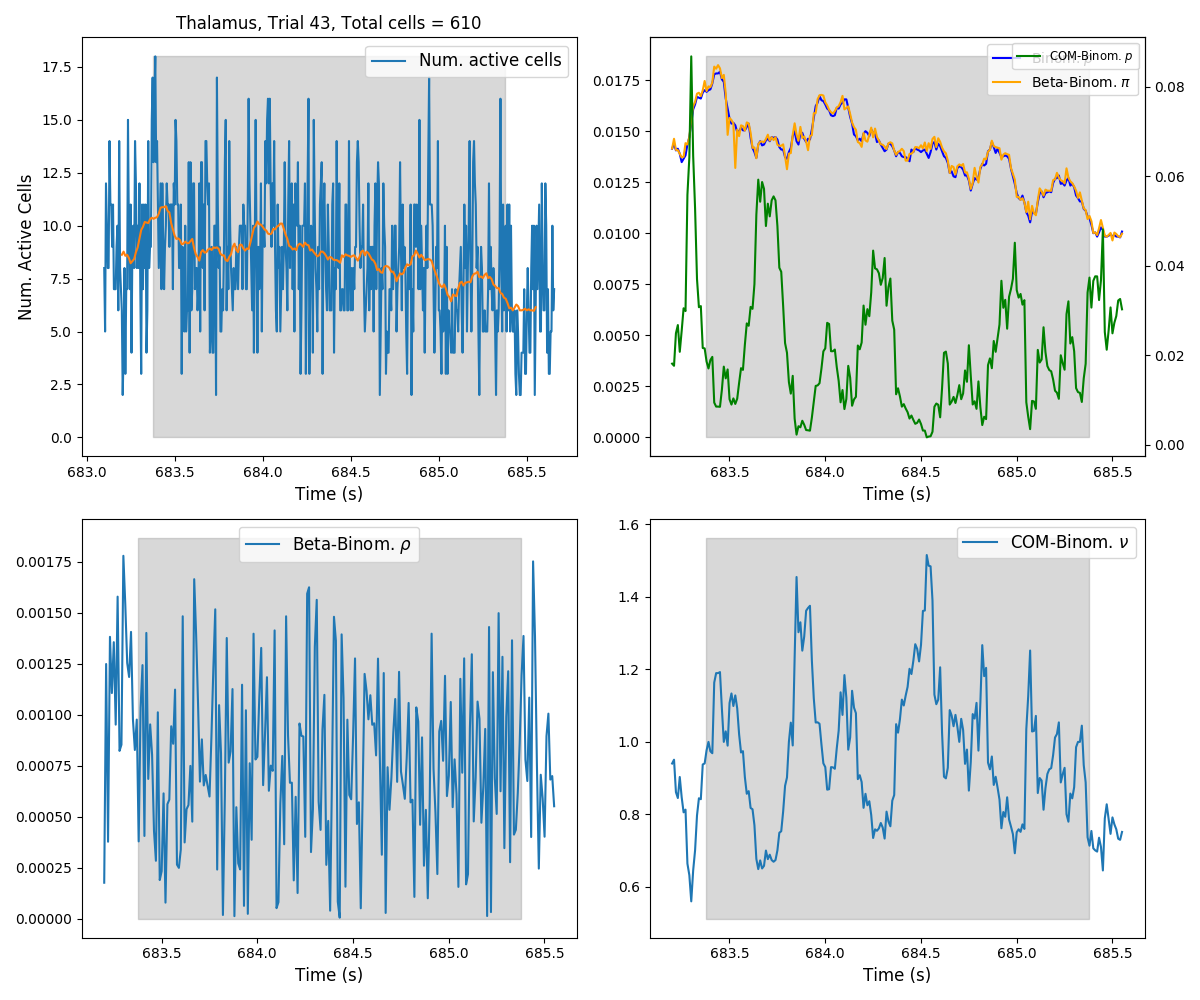 Thalamus, Trial 43, Total cells = 610
Num. active cells
Num. Active Cells
17.5
15.0
12.5
10.0
7.5
5.0
2.5
0.0
683.0 683.5 684.0 684.5 685.0 685.5
Time (s)
COM-Binom. p
Beta-Binom. π
0.0175
0.0150
0.0125
0.0100
0.0075
0.0050
0.0025
0.0000
0.08
0.06
0.04
0.02
0.00
683.5 684.0 684.5 685.0 685.5
Time (s)
Beta-Binom. ρ
0.00175
0.00150
0.00125
0.00100
0.00075
0.00050
0.00025
0.00000
683.5 684.0 684.5 685.0 685.5
Time (s)
COM-Binom. ν
1.6
1.4
1.2
1.0
0.8
0.6
683.5 684.0 684.5 685.0 685.5
Time (s)